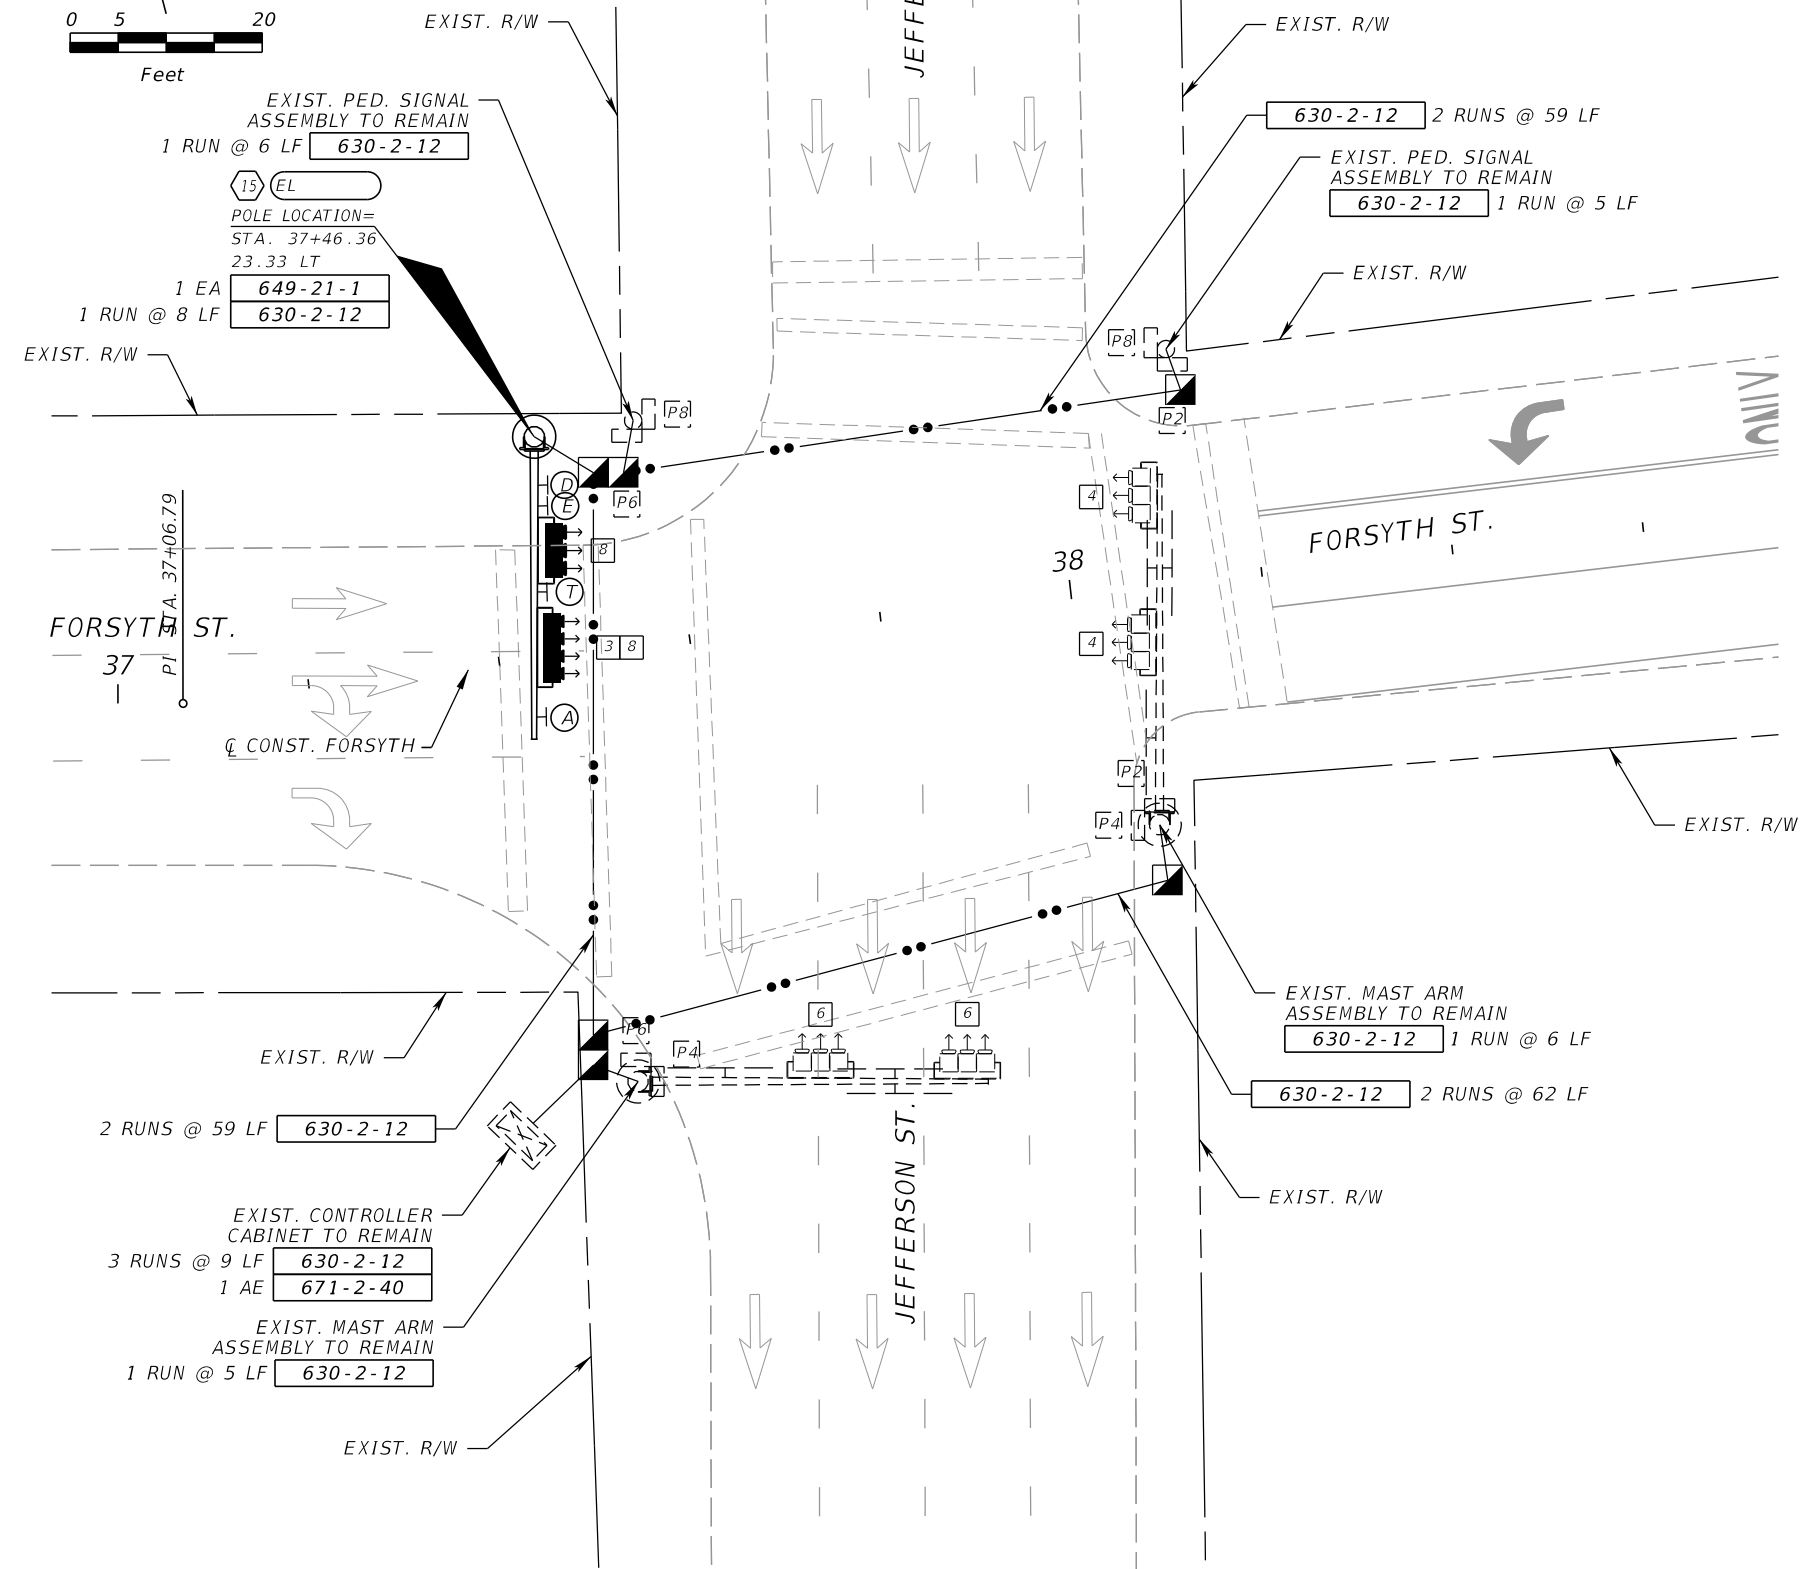 0 5 20
Feet
EXIST. R/W
JEFFE
EXIST. R/W
EXIST. PED. SIGNAL
ASSEMBLY TO REMAIN
1 RUN @ 6 LF 630-2-12
630-2-12 2 RUNS @ 59 LF
EXIST. PED. SIGNAL
ASSEMBLY TO REMAIN
630-2-12 1 RUN @ 5 LF
15 EL
POLE LOCATION=
STA. 37+46.36
23.33 LT
1 EA 649-21-1
1 RUN @ 8 LF 630-2-12
EXIST. R/W
EXIST. R/W
P8
P2
P8
P6
D
E
8
T
3 8
A
4
4
38
FORSYTH ST.
PI STA. 37+06.79
FORSYTH ST.
37
℄ CONST. FORSYTH
P2
P4
EXIST. R/W
EXIST. MAST ARM
ASSEMBLY TO REMAIN
630-2-12 1 RUN @ 6 LF
630-2-12 2 RUNS @ 62 LF
EXIST. R/W
P6
P4
6
6
EXIST. R/W
2 RUNS @ 59 LF 630-2-12
JEFFERSON ST.
EXIST. R/W
EXIST. CONTROLLER
CABINET TO REMAIN
3 RUNS @ 9 LF 630-2-12
1 AE 671-2-40
EXIST. MAST ARM
ASSEMBLY TO REMAIN
1 RUN @ 5 LF 630-2-12
EXIST. R/W